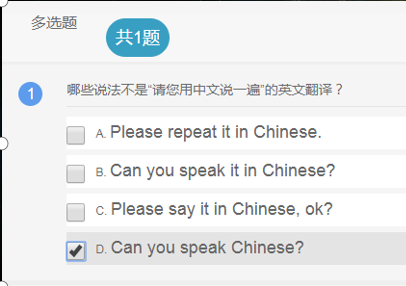 多选题
共1题
1 哪些说法不是“请您用中文说一遍”的英文翻译？
A. Please repeat it in Chinese.
B. Can you speak it in Chinese?
C. Please say it in Chinese, ok?
D. Can you speak Chinese?